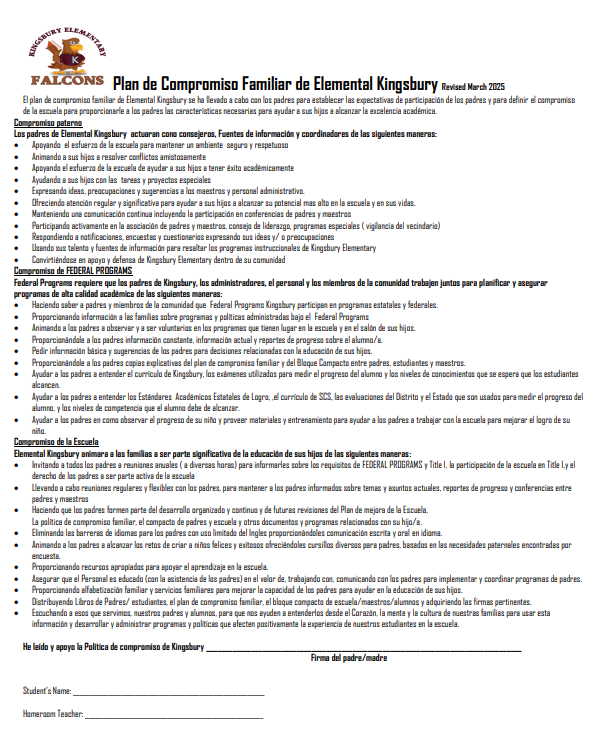 KINGSBURY ELEMENTARY
K
FALCONS
Plan de Compromiso Familiar de Elemental Kingsbury Revised March 2025
El plan de compromiso familiar de Elemental Kingsbury se ha llevado a cabo con los padres para establecer las expectativas de participación de los padres y para definir el compromiso
de la escuela para proporcionarle a los padres las características necesarias para ayudar a sus hijos a alcanzar la excelencia académica.
Compromiso paterno
Los padres de Elemental Kingsbury actuaran cono consejeros, Fuentes de información y coordinadores de las siguientes maneras:
• Apoyando el esfuerzo de la escuela para mantener un ambiente seguro y respetuoso
• Animando a sus hijos a resolver conflictos amistosamente
• Apoyando el esfuerzo de la escuela de ayudar a sus hijos a tener éxito académicamente
• Ayudando a sus hijos con las tareas y proyectos especiales
• Expresando ideas, preocupaciones y sugerencias a los maestros y personal administrativo.
• Ofreciendo atención regular y significativa para ayudar a sus hijos a alcanzar su potencial mas alto en la escuela y en sus vidas.
• Manteniendo una comunicación continua incluyendo la participación en conferencias de padres y maestros
• Participando activamente en la asociación de padres y maestros, consejo de liderazgo, programas especiales ( vigilancia del vecindario)
• Respondiendo a notificaciones, encuestas y cuestionarios expresando sus ideas y/ o preocupaciones
• Usando sus talento y fuentes de información para resaltar los programas instruccionales de Kingsbury Elementary
• Convirtiéndose en apoyo y defensa de Kingsbury Elementary dentro de su comunidad
Compromiso de FEDERAL PROGRAMS
Federal Programs requiere que los padres de Kingsbury, los administradores, el personal y los miembros de la comunidad trabajen juntos para planificar y asegurar
programas de alta calidad académica de las siguientes maneras:
• Haciendo saber a padres y miembros de la comunidad que Federal Programs Kingsbury participen en programas estatales y federales.
• Proporcionando información a las familias sobre programas y políticas administradas bajo el Federal Programs
• Animando a los padres a observar y a ser voluntarios en los programas que tienen lugar en la escuela y en el salón de sus hijos.
• Proporcionándole a los padres información constante, información actual y reportes de progreso sobre el alumno/a.
• Pedir información básica y sugerencias de los padres para decisiones relacionadas con la educación de sus hijos.
• Proporcionándole a los padres copias explicativas del plan de compromiso familiar y del Bloque Compacto entre padres, estudiantes y maestros.
• Ayudar a los padres a entender el currículo de Kingsbury, los exámenes utilizados para medir el progreso del alumno y los niveles de conocimientos que se espera que los estudiantes
alcancen.
• Ayudar a los padres a entender los Estándares Académicos Estatales de Logro, ,el currículo de SCS, las evaluaciones del Distrito y el Estado que son usados para medir el progreso del
alumno, y los niveles de competencia que el alumno debe de alcanzar.
• Ayudar a los padres en como observar el progreso de su niño y proveer materiales y entrenamiento para ayudar a los padres a trabajar con la escuela para mejorar el logro de su
niño.
Compromiso de la Escuela
Elemental Kingsbury animara a las familias a ser parte significativa de la educación de sus hijos de las siguientes maneras:
• Invitando a todos los padres a reuniones anuales ( a diversas horas) para informarles sobre los requisitos de FEDERAL PROGRAMS y Title I, la participación de la escuela en Title I,y el
derecho de los padres a ser parte activa de la escuela
• Llevando a cabo reuniones regulares y flexibles con los padres, para mantener a los padres informados sobre temas y asuntos actuales, reportes de progreso y conferencias entre
padres y maestros
• Haciendo que los padres formen parte del desarrollo organizado y continuo y de futuras revisiones del Plan de mejora de la Escuela,
La política de compromiso familiar, el compacto de padres y escuela y otros documentos y programas relacionados con su hijo/a.
• Eliminando las barreras de idiomas para los padres con uso limitado del Ingles proporcionándoles comunicación escrita y oral en idioma.
• Animando a los padres a alcanzar los retos de criar a niños felices y exitosos ofreciéndoles cursillos diversos para padres, basados en las necesidades paternales encontradas por
encuesta.
• Proporcionando recursos apropiados para apoyar el aprendizaje en la escuela.
• Asegurar que el Personal es educado (con la asistencia de los padres) en el valor de, trabajando con, comunicando con los padres para implementar y coordinar programas de padres.
• Proporcionando alfabetización familiar y servicios familiares para mejorar la capacidad de los padres para ayudar en la educación de sus hijos.
• Distribuyendo Libros de Padres/ estudiantes, el plan de compromiso familiar, el bloque compacto de escuela/maestros/alumnos y adquiriendo las firmas pertinentes.
• Escuchando a esos que servimos, nuestros padres y alumnos, para que nos ayuden a entenderlos desde el Corazón, la mente y la cultura de nuestras familias para usar esta
información y desarrollar y administrar programas y políticas que afecten positivamente la experiencia de nuestros estudiantes en la escuela.
He leído y apoyo la Política de compromiso de Kingsbury ____________________
Firma del padre/madre
Student's Name: ____________________
Homeroom Teacher: ____________________